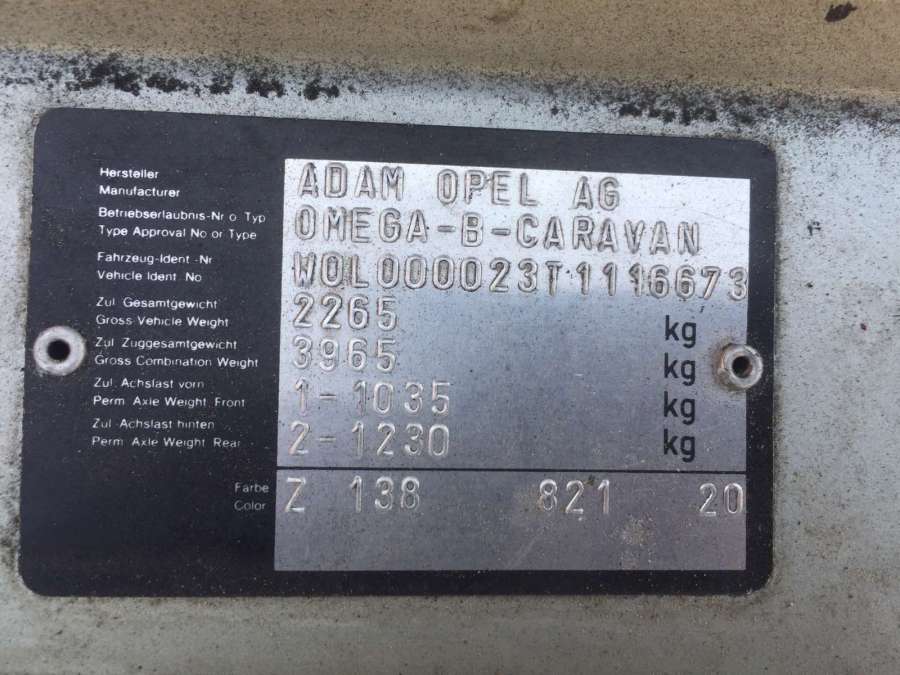 Hersteller
Manufacturer
ADAM OPEL AG
Betriebserlaubnis-Nr o Typ
Type Approval No or Type
OMEGA-B-CARAVAN
Fahrzeug-Ident.-Nr
Vehicle Ident. No
W0L000023T1116673
Zul Gesamtgewicht
Gross Vehicle Weight
2265 kg
Zul Zuggesamtgewicht
Gross Combination Weight
3965 kg
Zul. Achslast vorn
Perm Axle Weight Front
1-1035 kg
Zul Achslast hinten
Perm Axle Weight Rear
2-1230 kg
Farbe
Color
Z 138 821 20